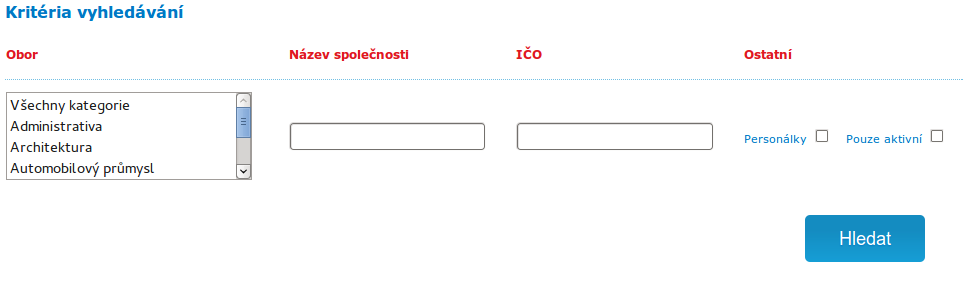 Kritéria vyhledávání
Obor Název společnosti IČO Ostatní
Všechny kategorie
Administrativa
Architektura
Automobilový průmysl
Personálky Pouze aktivní
Hledat